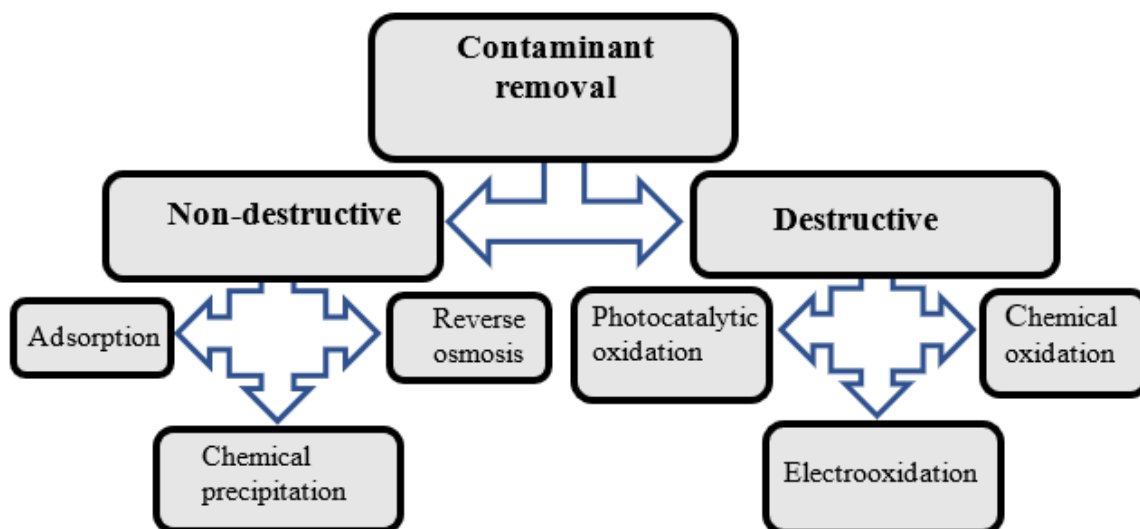 Contaminant
removal
Non-destructive
Destructive
Adsorption
Reverse
osmosis
Photocatalytic
oxidation
Chemical
oxidation
Chemical
precipitation
Electrooxidation